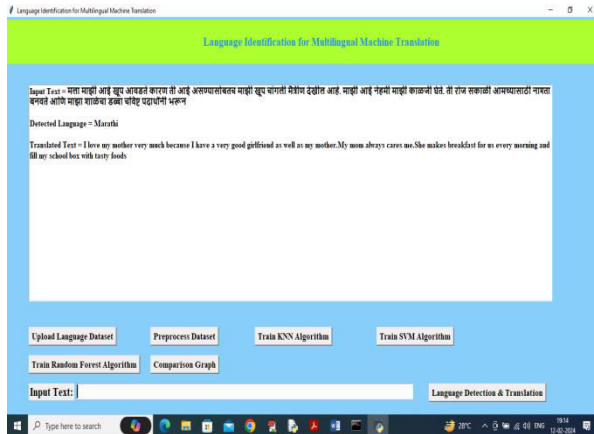 Language Identification for Multilingual Machine Translation
Language Identification for Multilingual Machine Translation
Input Text = मला माझी आई खूप आवडते कारण ती आई असण्यासोबतच माझी खूप चांगली मैत्रीण देखील आहे. माझी आई नेहमी माझी काळजी घेते. ती रोज सकाळी आमच्यासाठी नाश्ता
बनवते आणि माझा शाळेचा डब्बा चविष्ट पदार्थांनी भरून
Detected Language = Marathi
Translated Text = I love my mother very much because I have a very good girlfriend as well as my mother.My mom always cares me.She makes breakfast for us every morning and
fill my school box with tasty foods
Upload Language Dataset Preprocess Dataset Train KNN Algorithm Train SVM Algorithm
Train Random Forest Algorithm Comparison Graph
Input Text: Language Detection & Translation
Type here to search 28°C ENG 19:14
12-02-2024